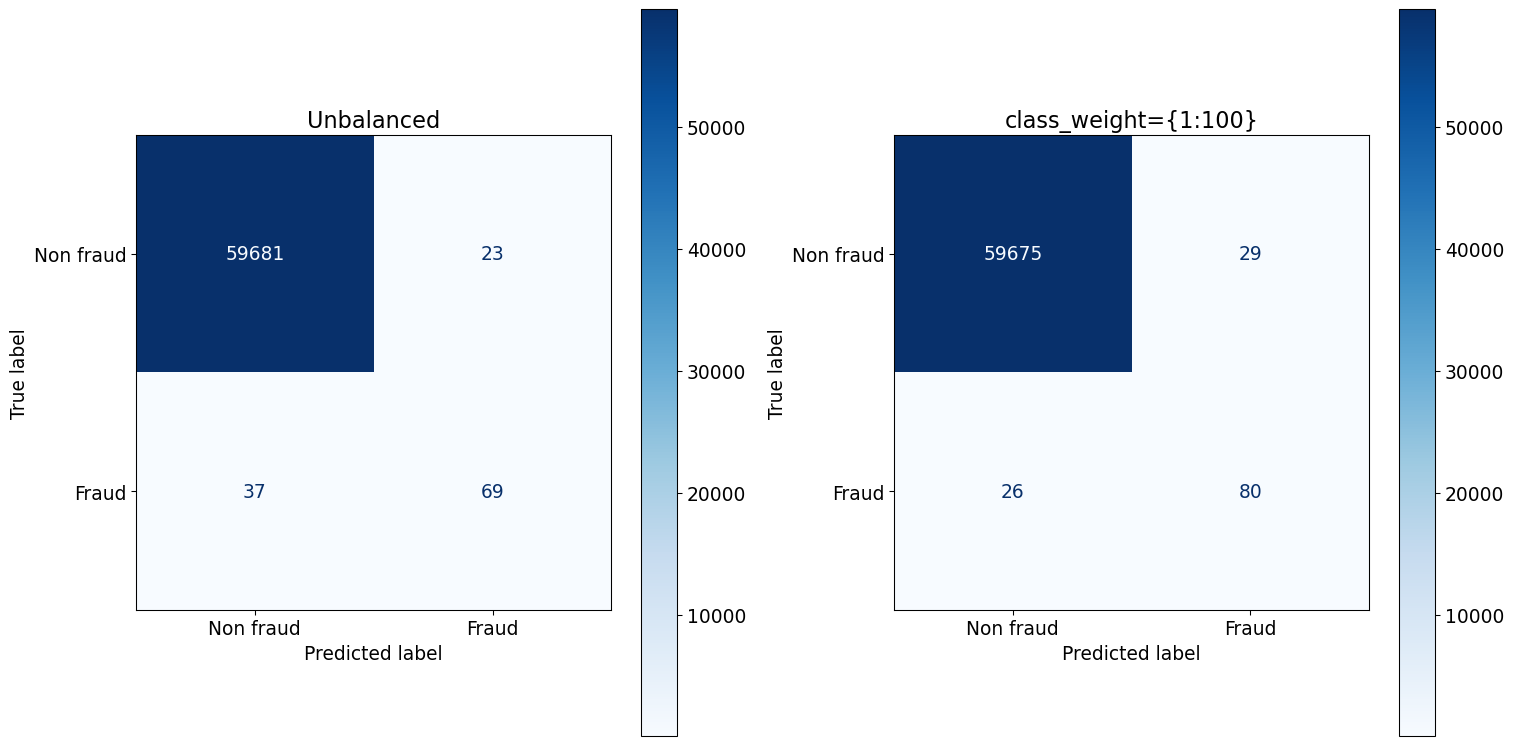 Unbalanced
Non fraud
Fraud
True label
59681
23
37
69
Non fraud
Fraud
Predicted label
50000
40000
30000
20000
10000
class_weight={1:100}
Non fraud
Fraud
True label
59675
29
26
80
Non fraud
Fraud
Predicted label
50000
40000
30000
20000
10000